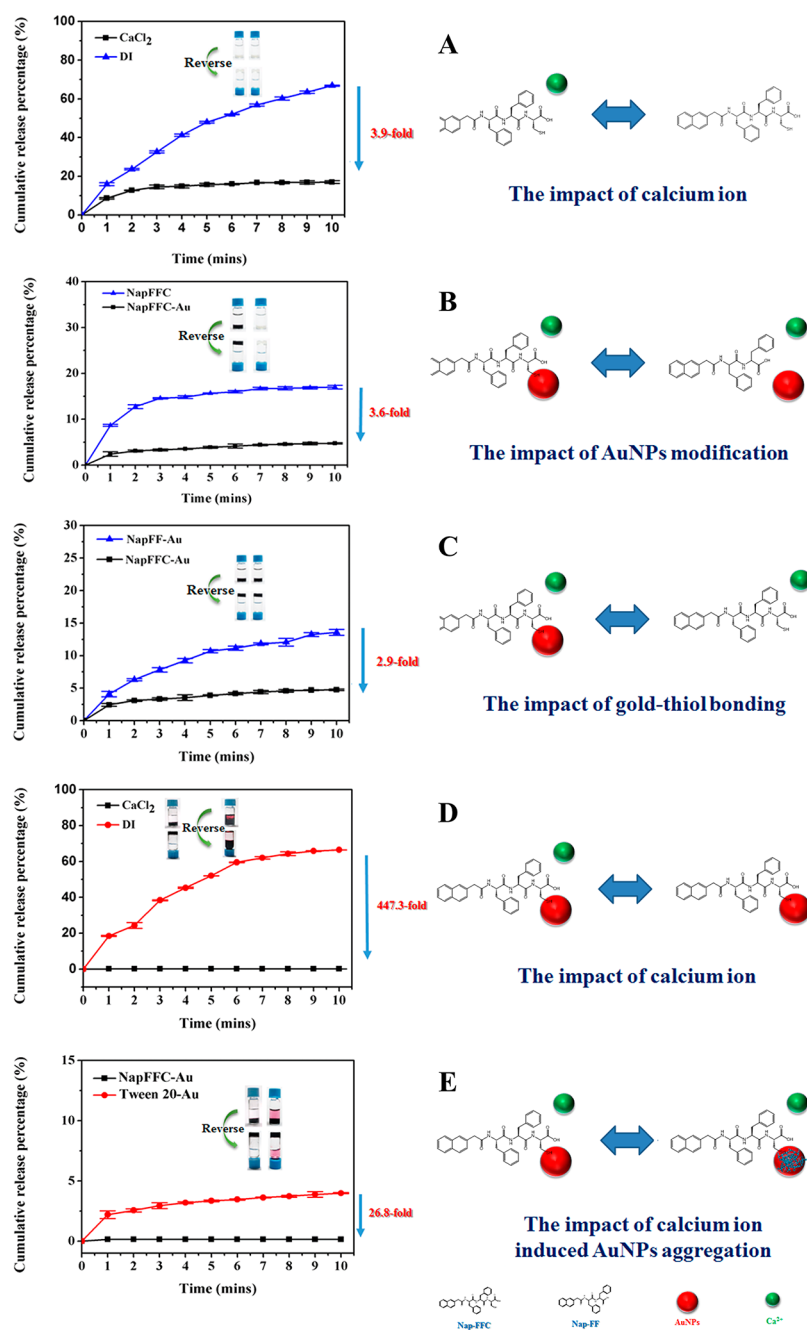 Cumulative release percentage (%)
100
80
60
40
20
0
CaCl2
DI
Reverse
3.9-fold
0 1 2 3 4 5 6 7 8 9 10
Time (mins)
A
The impact of calcium ion
Cumulative release percentage (%)
40
30
20
10
0
NapFFC
NapFFC-Au
Reverse
3.6-fold
0 1 2 3 4 5 6 7 8 9 10
Time (mins)
B
The impact of AuNPs modification
Cumulative release percentage (%)
30
25
20
15
10
5
0
NapFF-Au
NapFFC-Au
Reverse
2.9-fold
0 1 2 3 4 5 6 7 8 9 10
Time (mins)
C
The impact of gold-thiol bonding
Cumulative release percentage (%)
100
80
60
40
20
0
CaCl2
DI
Reverse
447.3-fold
0 1 2 3 4 5 6 7 8 9 10
Time (mins)
D
The impact of calcium ion
Cumulative release percentage (%)
15
10
5
0
NapFFC-Au
Tween 20-Au
Reverse
26.8-fold
0 1 2 3 4 5 6 7 8 9 10
Time (mins)
E
The impact of calcium ion
induced AuNPs aggregation
Nap-FFC
Nap-FF
AuNPs
Ca2+